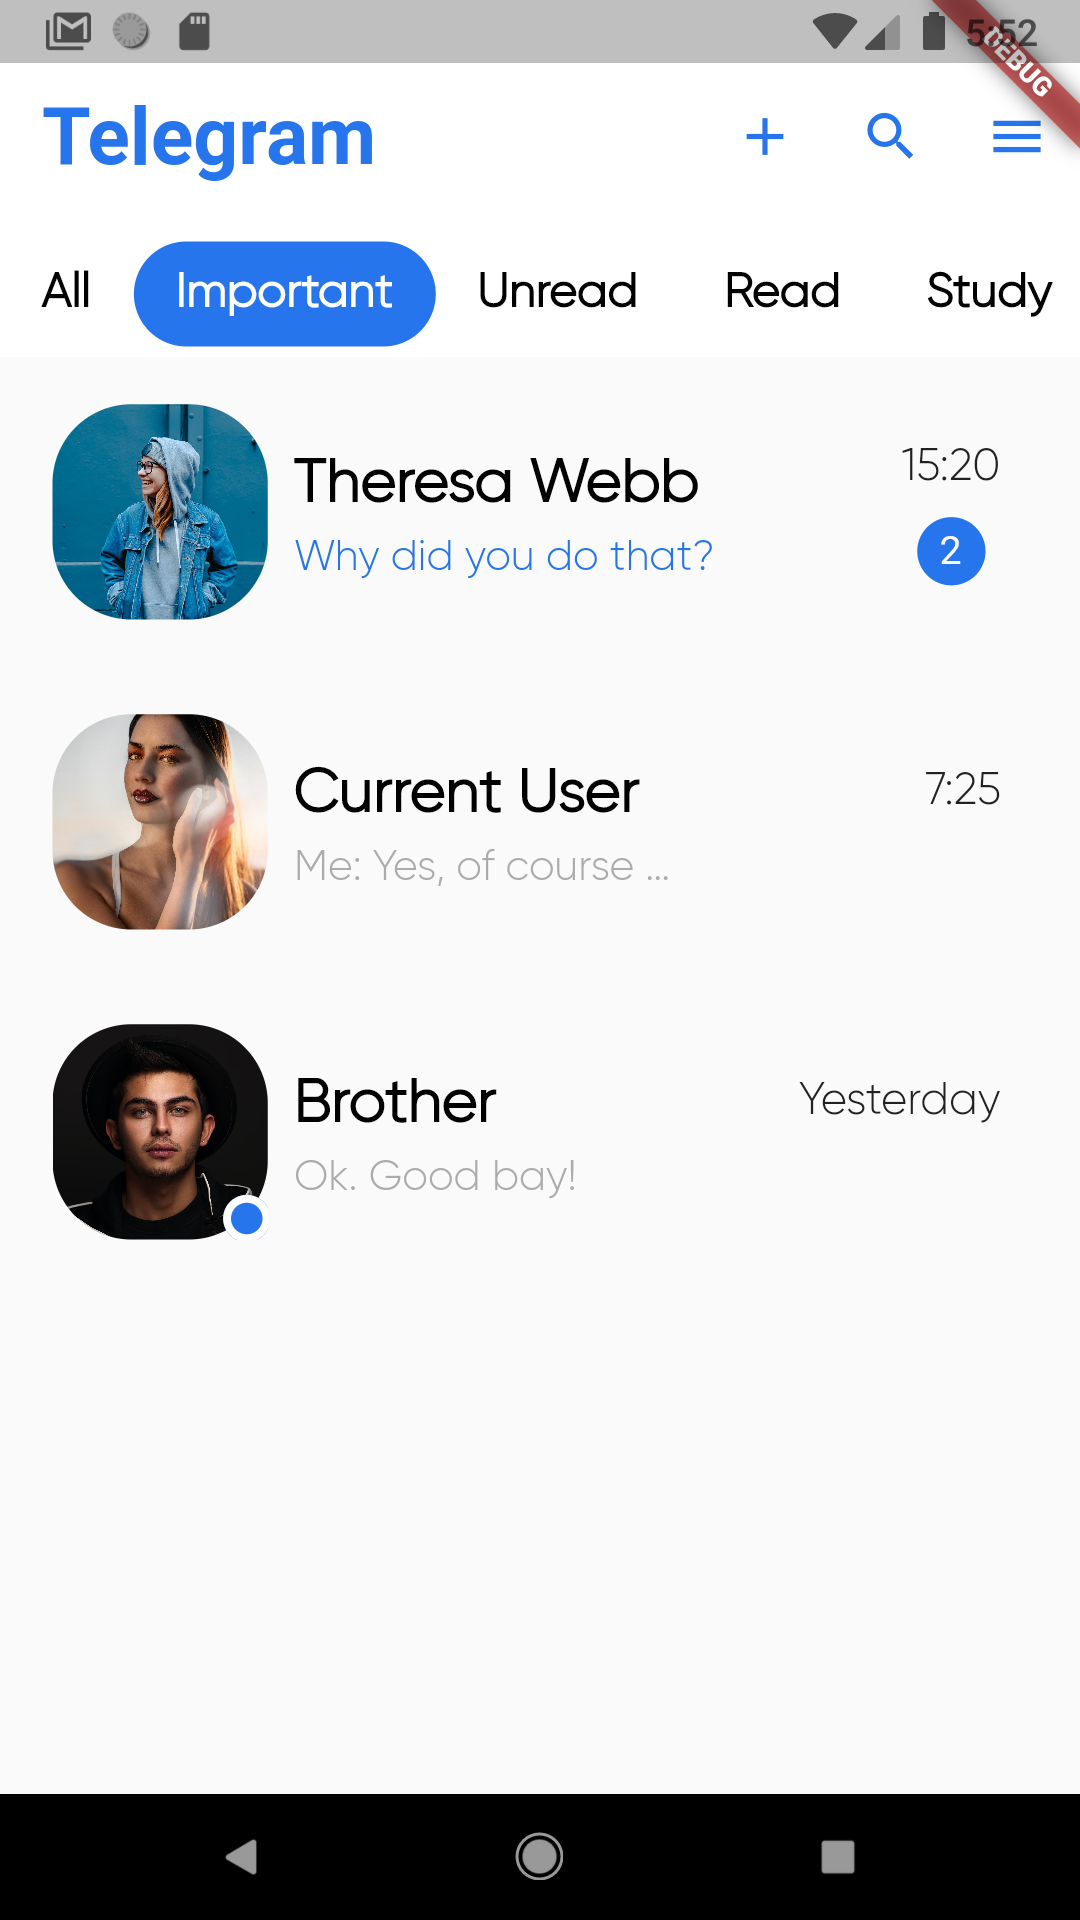 5:52
DEBUG
Telegram
All Important Unread Read Study
Theresa Webb 15:20
Why did you do that? 2
Current User 7:25
Me: Yes, of course ...
Brother Yesterday
Ok. Good bay!